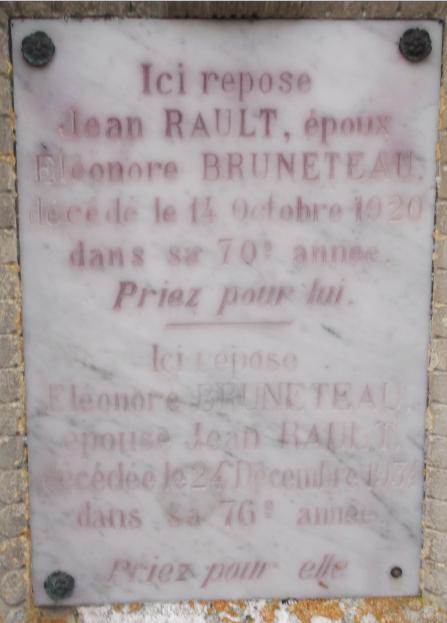 Ici repose
Jean RAULT, époux
Eléonore BRUNETEAU,
décédé le 14 Octobre 1920
dans sa 70e année.
Priez pour lui.
Ici repose
Eléonore BRUNETEAU,
épouse Jean RAULT,
décédée le 24 Décembre
dans sa 76e année.
Priez pour elle